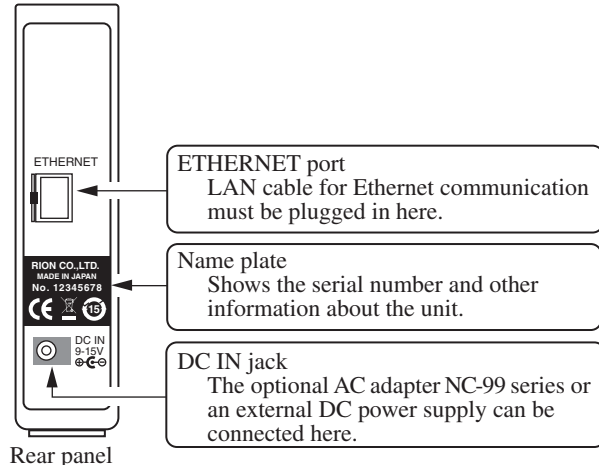 ETHERNET
ETHERNET port
LAN cable for Ethernet communication
must be plugged in here.
RION CO.,LTD.
MADE IN JAPAN
No. 12345678
CE
15
Name plate
Shows the serial number and other
information about the unit.
DC IN
9-15V
DC IN jack
The optional AC adapter NC-99 series or
an external DC power supply can be
connected here.
Rear panel